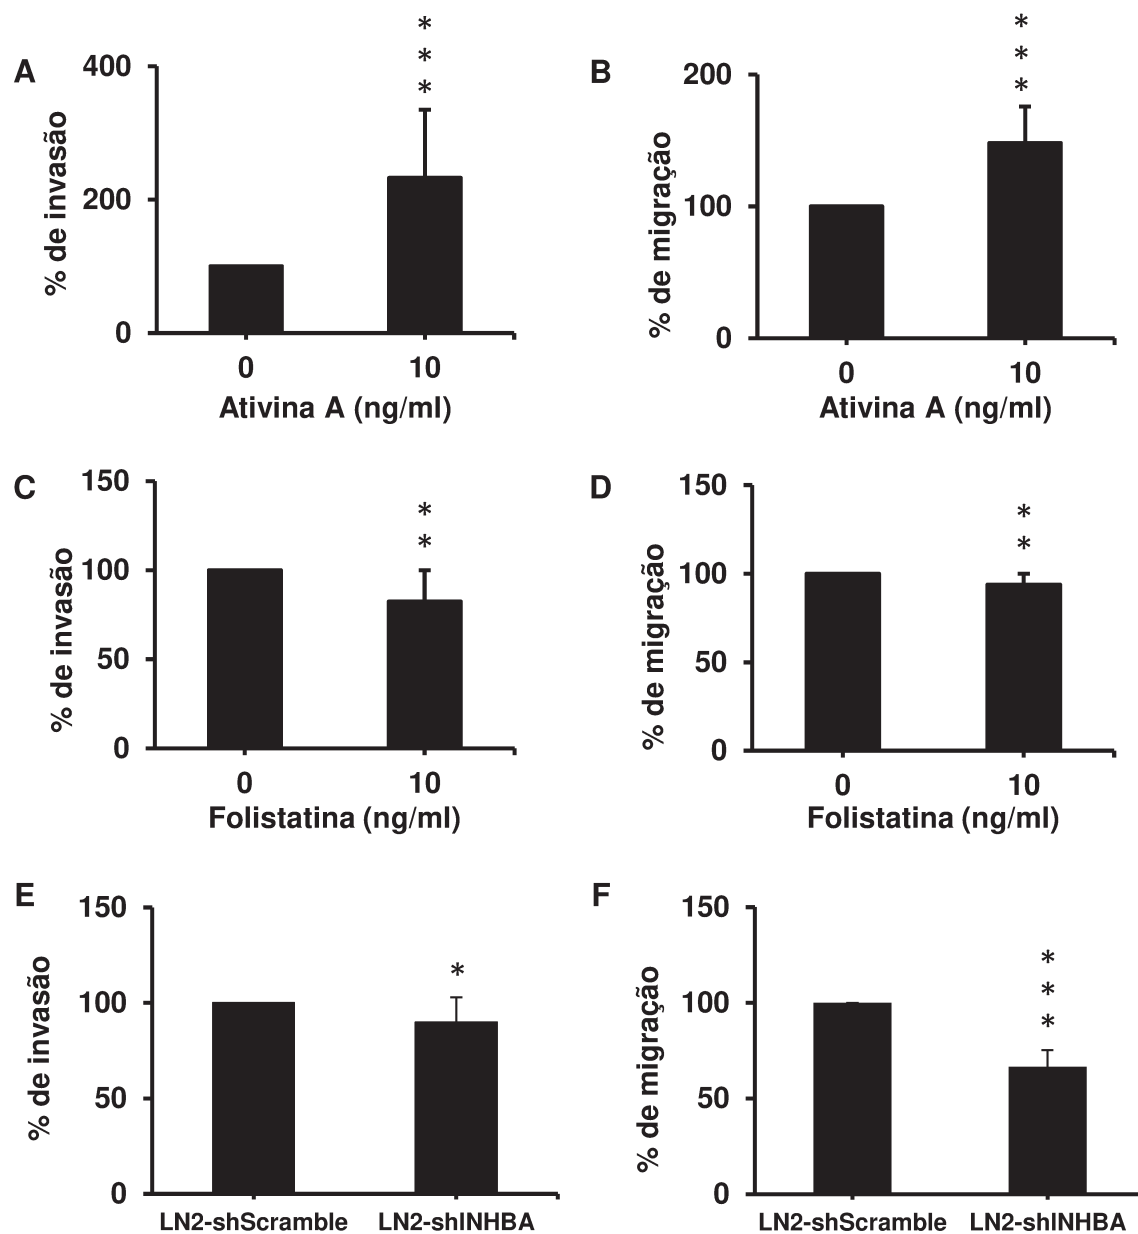 A
% de invasão
400
200
0
*
*
*
0 10
Ativina A (ng/ml)
B
% de migração
200
100
0
*
*
*
0 10
Ativina A (ng/ml)
C
% de invasão
150
100
50
0
*
*
0 10
Folistatina (ng/ml)
D
% de migração
150
100
50
0
*
*
0 10
Folistatina (ng/ml)
E
% de invasão
150
100
50
0
*
LN2-shScramble LN2-shINHBA
F
% de migração
150
100
50
0
*
*
*
LN2-shScramble LN2-shINHBA